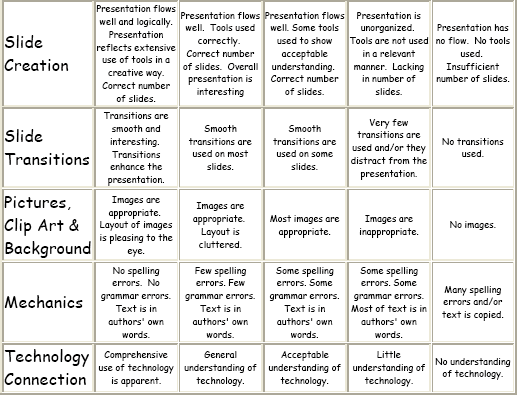 Slide
Creation
Presentation flows
well and logically.
Presentation
reflects extensive
use of tools in a
creative way.
Correct number
of slides.
Presentation flows
well. Tools used
correctly.
Correct number
of slides. Overall
presentation is
interesting
Presentation flows
well. Some tools
used to show
acceptable
understanding.
Correct number
of slides.
Presentation is
unorganized.
Tools are not used
in a relevant
manner. Lacking
in number of
slides.
Presentation has
no flow. No tools
used.
Insufficient
number of slides.
Slide
Transitions
Transitions are
smooth and
interesting.
Transitions
enhance the
presentation.
Smooth
transitions are
used on most
slides.
Smooth
transitions are
used on some
slides.
Very few
transitions are
used and/or they
distract from the
presentation.
No transitions
used.
Pictures,
Clip Art &
Background
Images are
appropriate.
Layout of images
is pleasing to the
eye.
Images are
appropriate.
Layout is
cluttered.
Most images are
appropriate.
Images are
inappropriate.
No images.
Mechanics
No spelling
errors. No
grammar errors.
Text is in
authors' own
words.
Few spelling
errors. Few
grammar errors.
Text is in
authors' own
words.
Some spelling
errors. Some
grammar errors.
Text is in
authors' own
words.
Some spelling
errors. Some
grammar errors.
Most of text is in
authors' own
words.
Many spelling
errors and/or
text is copied.
Technology
Connection
Comprehensive
use of technology
is apparent.
General
understanding of
technology.
Acceptable
understanding of
technology.
Little
understanding of
technology.
No understanding
of technology.